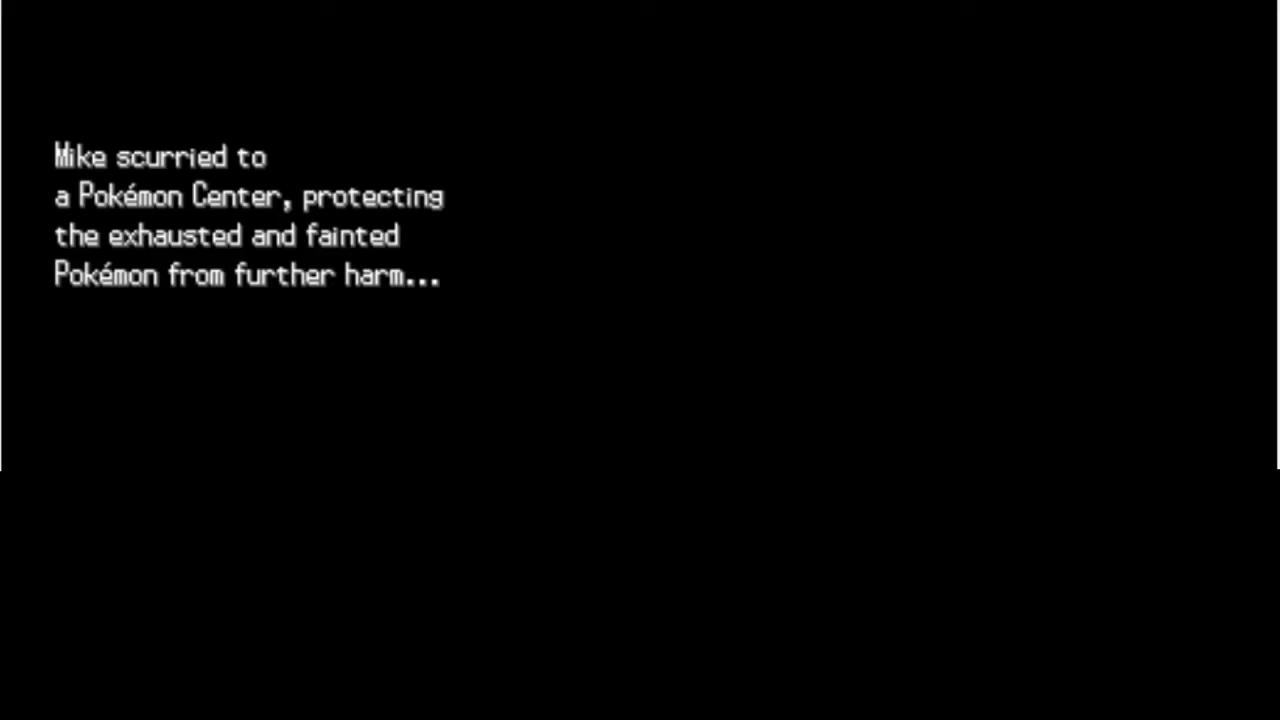 Mike scurried to
a Pokémon Center, protecting
the exhausted and fainted
Pokémon from further harm...